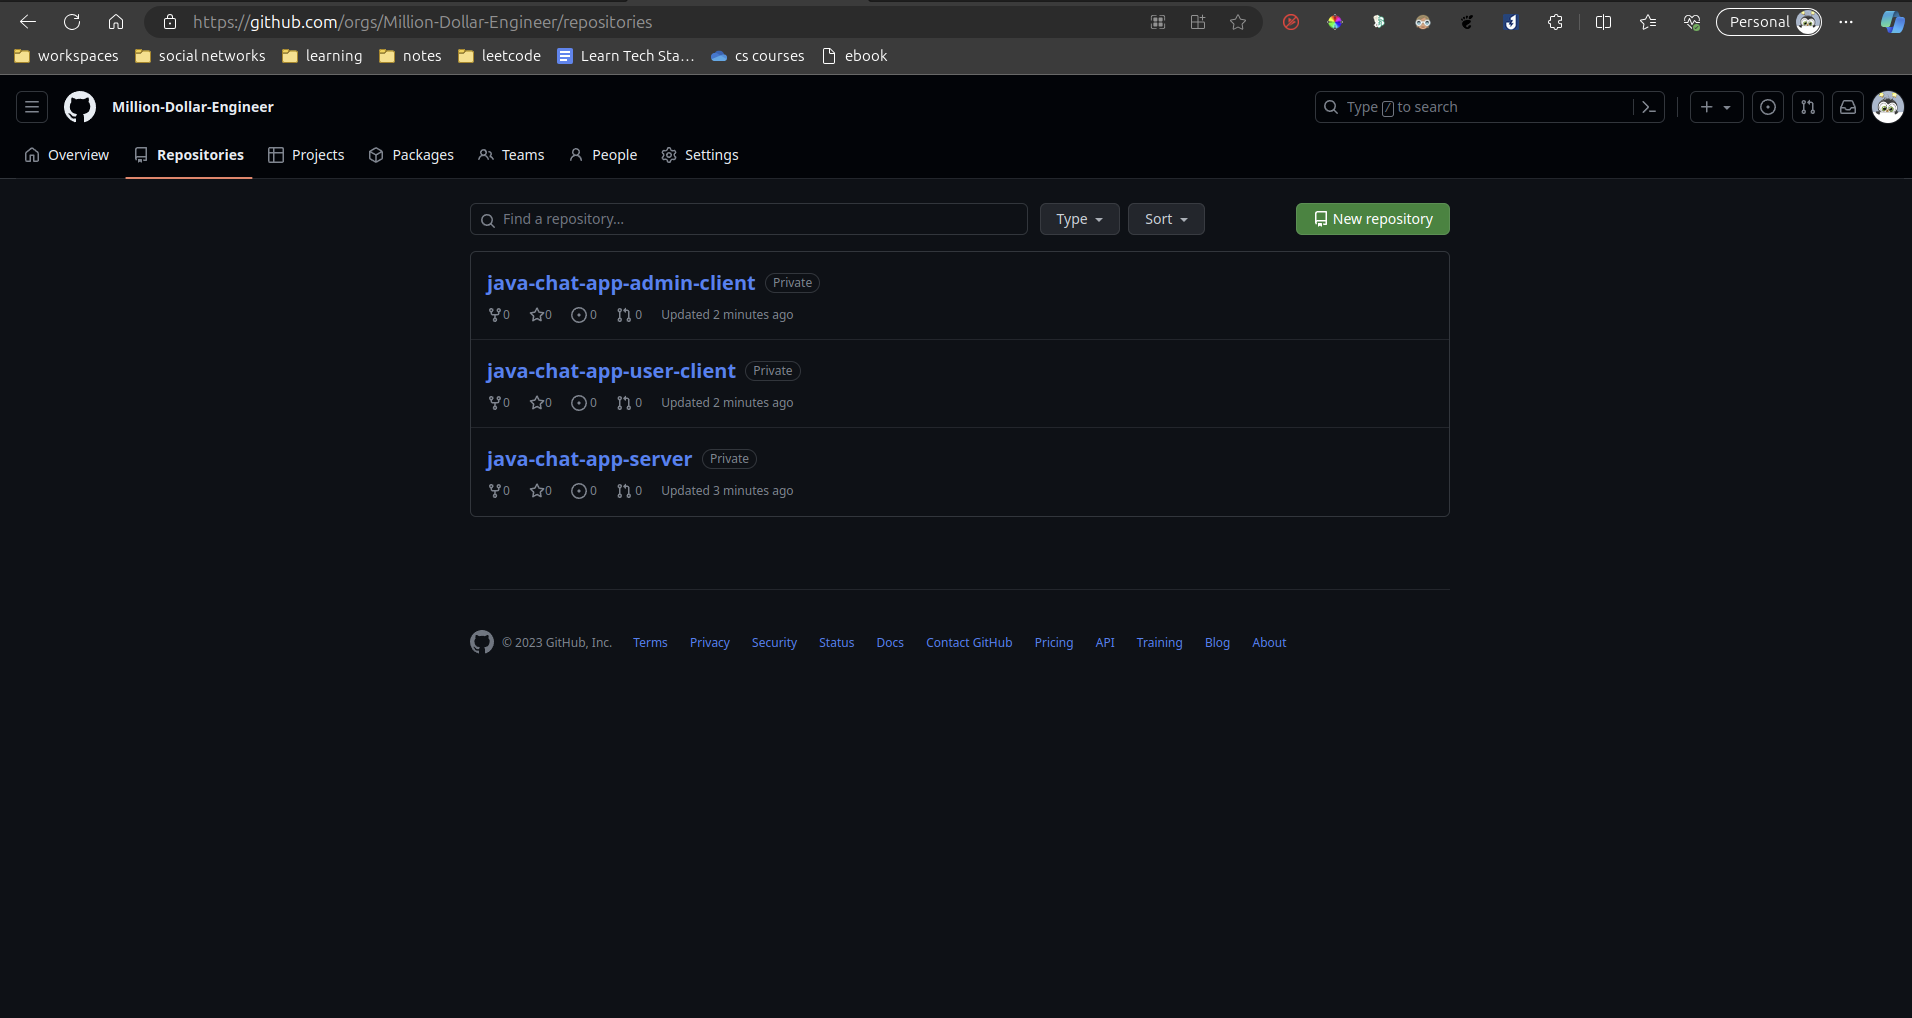 https://github.com/orgs/Million-Dollar-Engineer/repositories
Personal
workspaces social networks learning notes leetcode Learn Tech Sta... cs courses ebook
Million-Dollar-Engineer
Type / to search
Overview Repositories Projects Packages Teams People Settings
Find a repository...
Type Sort New repository
java-chat-app-admin-client Private
0 0 0 0 Updated 2 minutes ago
java-chat-app-user-client Private
0 0 0 0 Updated 2 minutes ago
java-chat-app-server Private
0 0 0 0 Updated 3 minutes ago
© 2023 GitHub, Inc. Terms Privacy Security Status Docs Contact GitHub Pricing API Training Blog About